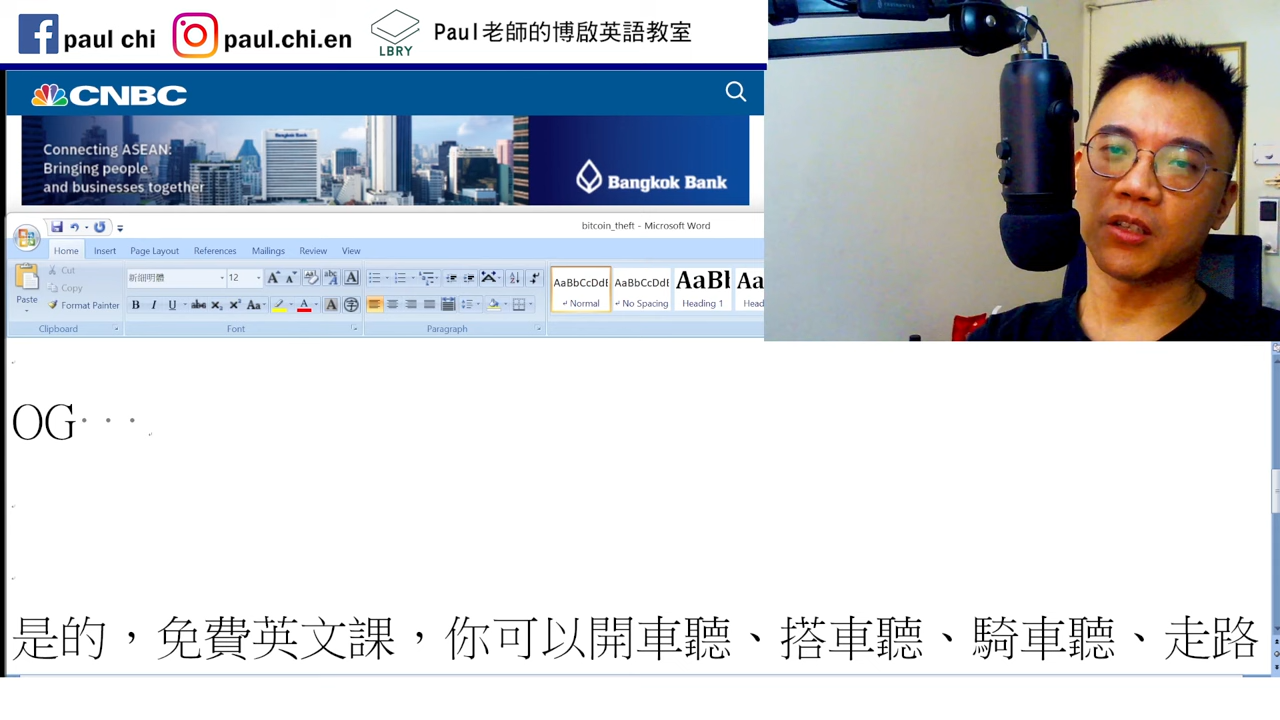 paul chi
paul.chi.en
LBRY
Paul老師的博啟英語教室
CNBC
Connecting ASEAN:
Bringing people
and businesses together
Bangkok Bank
Bangkok Bank
bitcoin_theft - Microsoft Word
Home Insert Page Layout References Mailings Review View
Paste
Cut
Copy
Format Painter
Clipboard
新細明體 12
Font
Paragraph
AaBbCcDdE AaBbCcDdE AaBl Aa
Normal No Spacing Heading 1 Head
OG···
是的，免費英文課，你可以開車聽、搭車聽、騎車聽、走路